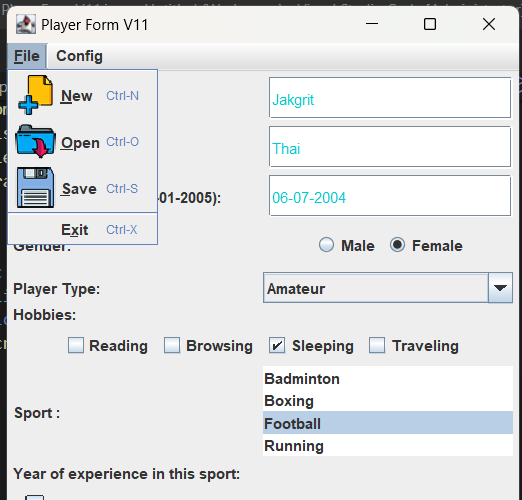 Player Form V11
File Config
New Ctrl-N
Jakgrit
Open Ctrl-O
Thai
Save Ctrl-S
-01-2005):
06-07-2004
Exit Ctrl-X
Gender:
Male Female
Player Type:
Amateur
Hobbies:
Reading Browsing Sleeping Traveling
Badminton
Boxing
Sport :
Football
Running
Year of experience in this sport: